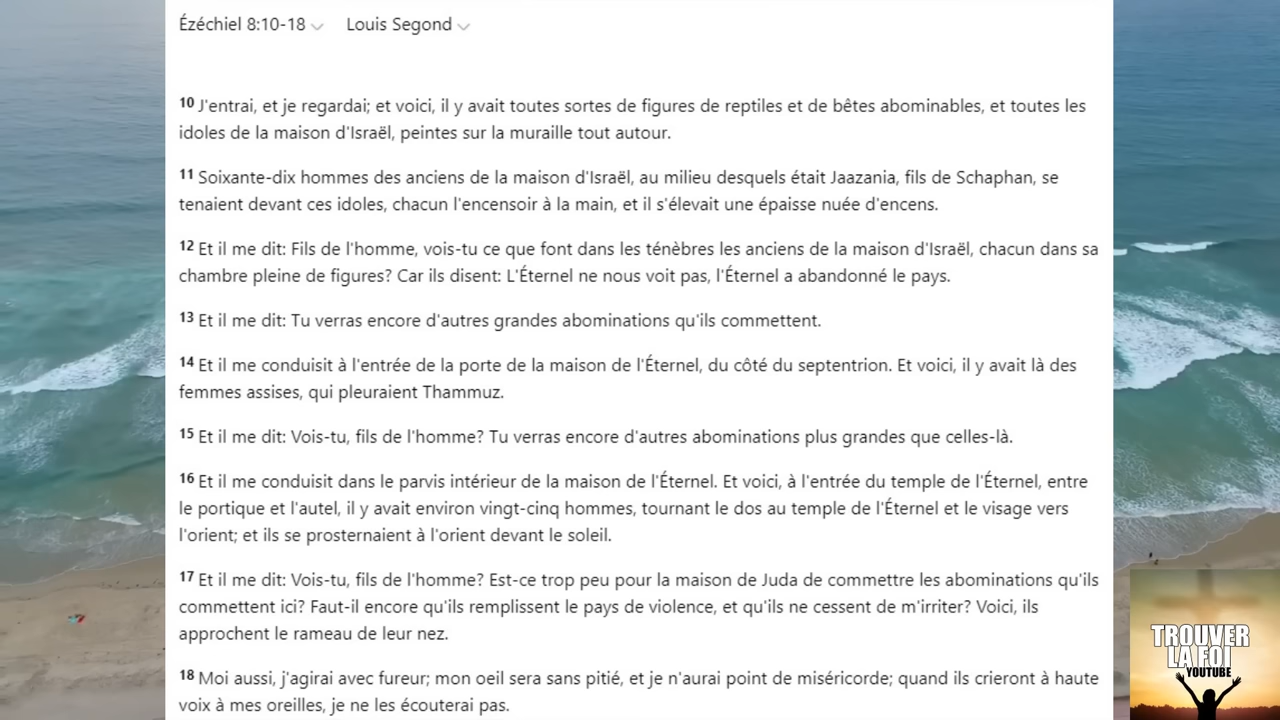 Ézéchiel 8:10-18 Louis Segond
10 J'entrai, et je regardai; et voici, il y avait toutes sortes de figures de reptiles et de bêtes abominables, et toutes les
idoles de la maison d'Israël, peintes sur la muraille tout autour.
11 Soixante-dix hommes des anciens de la maison d'Israël, au milieu desquels était Jaazania, fils de Schaphan, se
tenaient devant ces idoles, chacun l'encensoir à la main, et il s'élevait une épaisse nuée d'encens.
12 Et il me dit: Fils de l'homme, vois-tu ce que font dans les ténèbres les anciens de la maison d'Israël, chacun dans sa
chambre pleine de figures? Car ils disent: L'Éternel ne nous voit pas, l'Éternel a abandonné le pays.
13 Et il me dit: Tu verras encore d'autres grandes abominations qu'ils commettent.
14 Et il me conduisit à l'entrée de la porte de la maison de l'Éternel, du côté du septentrion. Et voici, il y avait là des
femmes assises, qui pleuraient Thammuz.
15 Et il me dit: Vois-tu, fils de l'homme? Tu verras encore d'autres abominations plus grandes que celles-là.
16 Et il me conduisit dans le parvis intérieur de la maison de l'Éternel. Et voici, à l'entrée du temple de l'Éternel, entre
le portique et l'autel, il y avait environ vingt-cinq hommes, tournant le dos au temple de l'Éternel et le visage vers
l'orient; et ils se prosternaient à l'orient devant le soleil.
17 Et il me dit: Vois-tu, fils de l'homme? Est-ce trop peu pour la maison de Juda de commettre les abominations qu'ils
commettent ici? Faut-il encore qu'ils remplissent le pays de violence, et qu'ils ne cessent de m'irriter? Voici, ils
approchent le rameau de leur nez.
18 Moi aussi, j'agirai avec fureur; mon oeil sera sans pitié, et je n'aurai point de miséricorde; quand ils crieront à haute
voix à mes oreilles, je ne les écouterai pas.
TROUVER
LA FOI
YOUTUBE